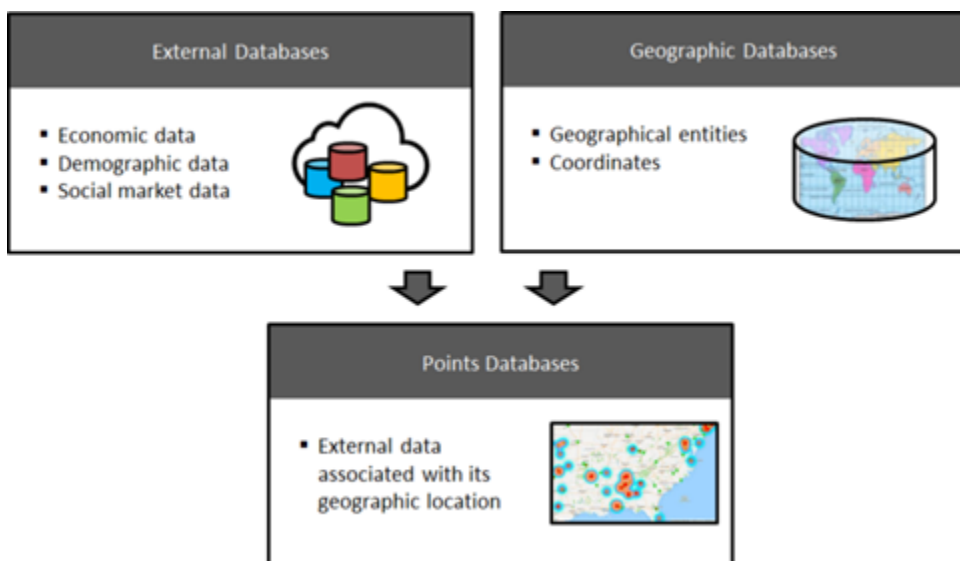 External Databases
▪ Economic data
▪ Demographic data
▪ Social market data
Geographic Databases
▪ Geographical entities
▪ Coordinates
Points Databases
▪ External data
associated with its
geographic location